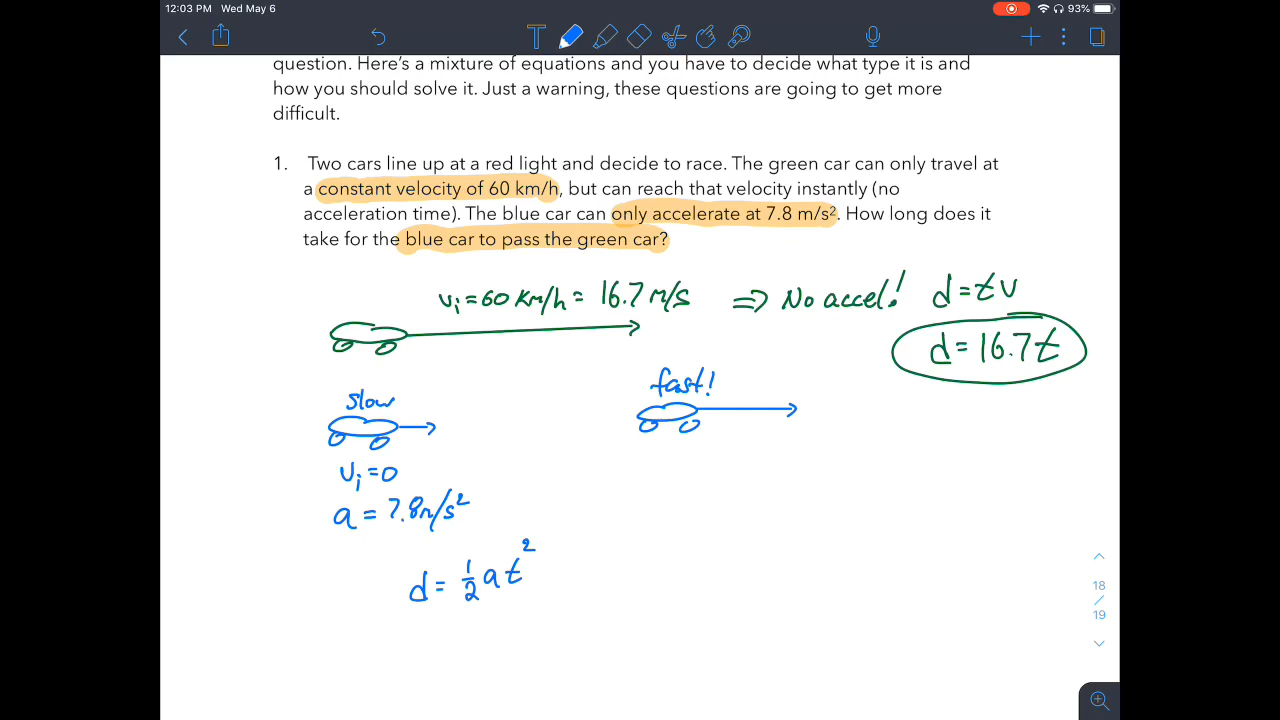 12:03 PM Wed May 6
93%
T
question. Here's a mixture of equations and you have to decide what type it is and
how you should solve it. Just a warning, these questions are going to get more
difficult.
1. Two cars line up at a red light and decide to race. The green car can only travel at
a constant velocity of 60 km/h, but can reach that velocity instantly (no
acceleration time). The blue car can only accelerate at 7.8 m/s². How long does it
take for the blue car to pass the green car?
vᵢ = 60 km/h = 16.7 m/s ⇒ No accel! d = tv
d = 16.7t
slow
fast!
vᵢ = 0
a = 7.8m/s²
d = ½at²
18
/
19